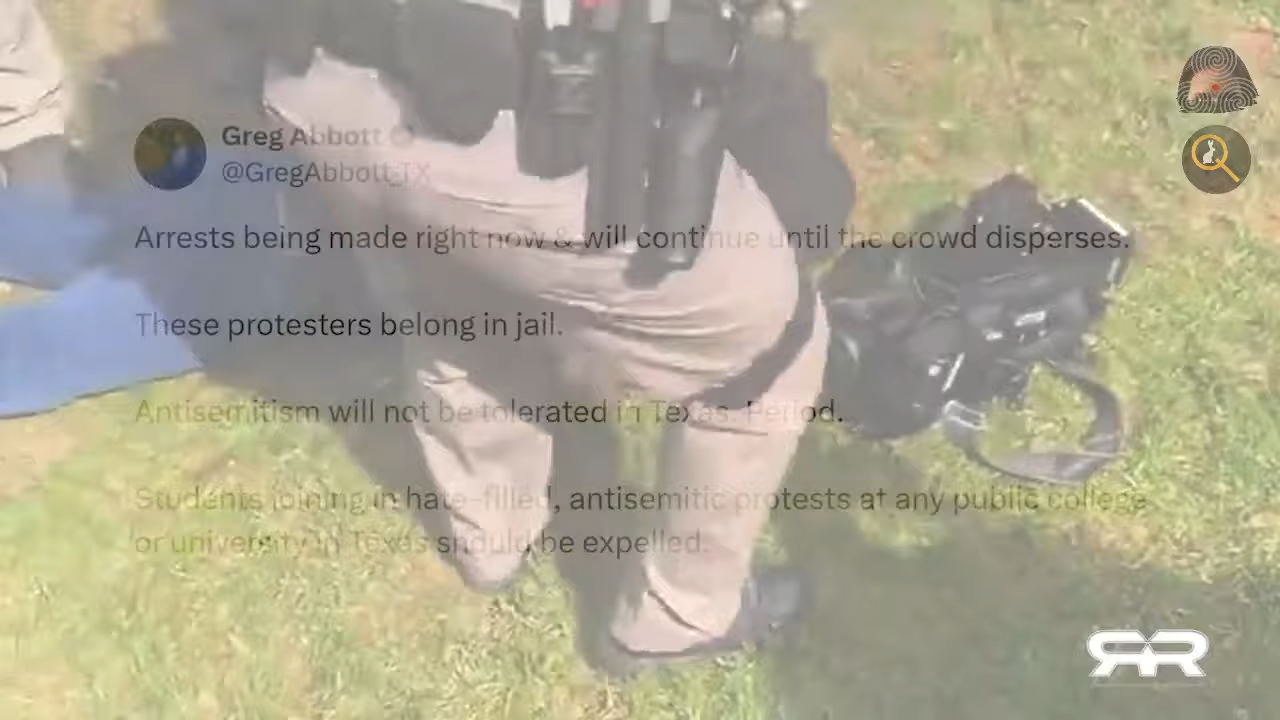 Greg Abbott
@GregAbbott_TX
Arrests being made right now & will continue until the crowd disperses.
These protesters belong in jail.
Antisemitism will not be tolerated in Texas. Period.
Students joining in hate-filled, antisemitic protests at any public college
or university in Texas should be expelled.
RR